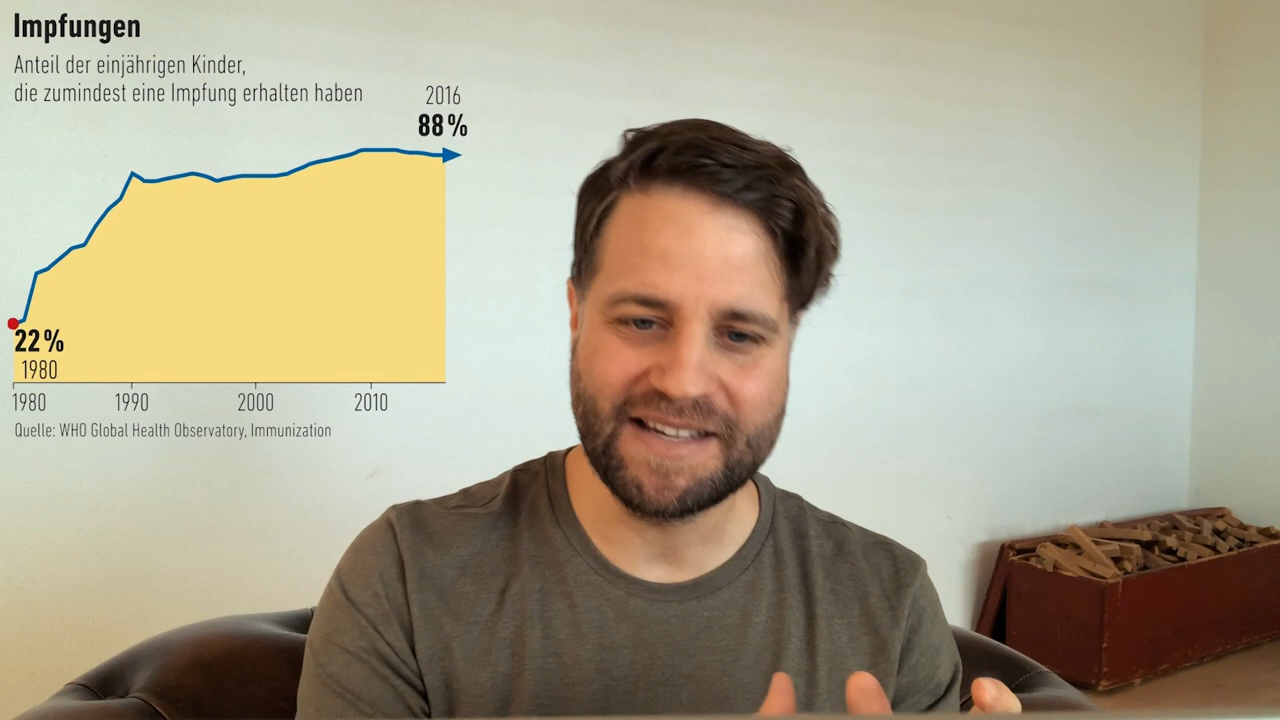 Impfungen
Anteil der einjährigen Kinder,
die zumindest eine Impfung erhalten haben
2016
88 %
22 %
1980
1980 1990 2000 2010
Quelle: WHO Global Health Observatory, Immunization